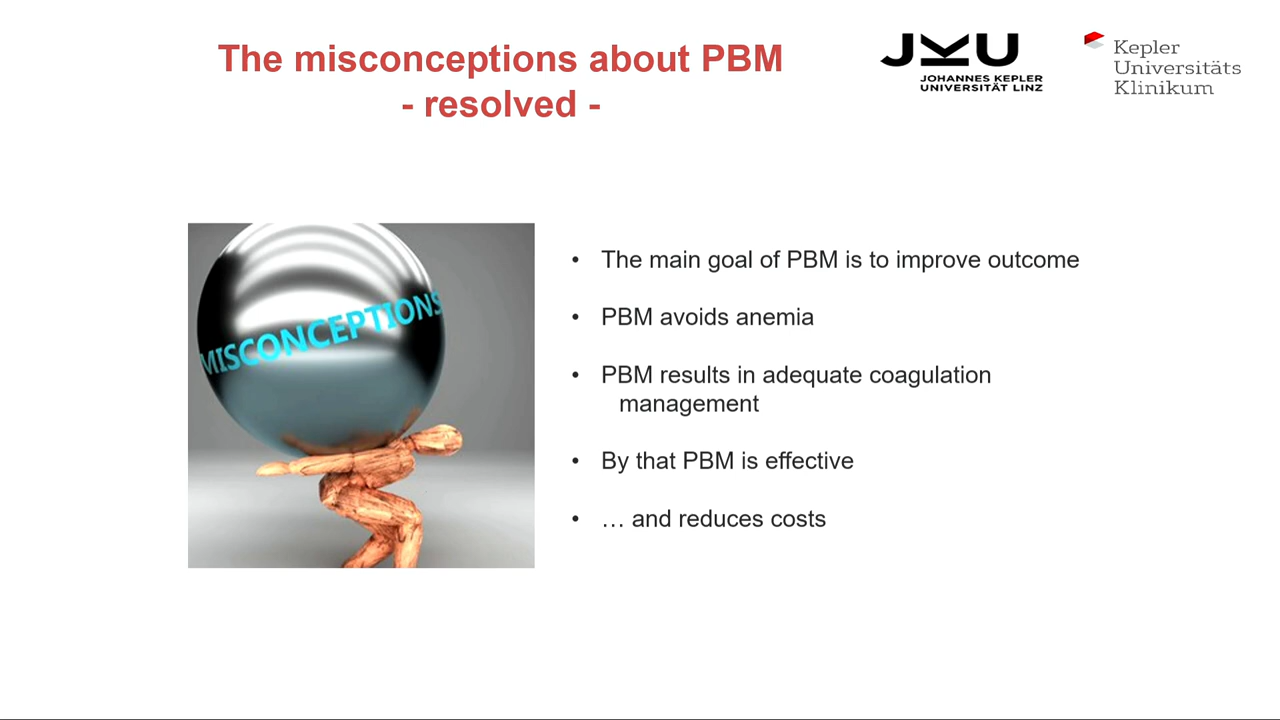 The misconceptions about PBM
- resolved -
JKU
JOHANNES KEPLER
UNIVERSITÄT LINZ
Kepler
Universitäts
Klinikum
MISCONCEPTIONS
• The main goal of PBM is to improve outcome
• PBM avoids anemia
• PBM results in adequate coagulation
management
• By that PBM is effective
• … and reduces costs